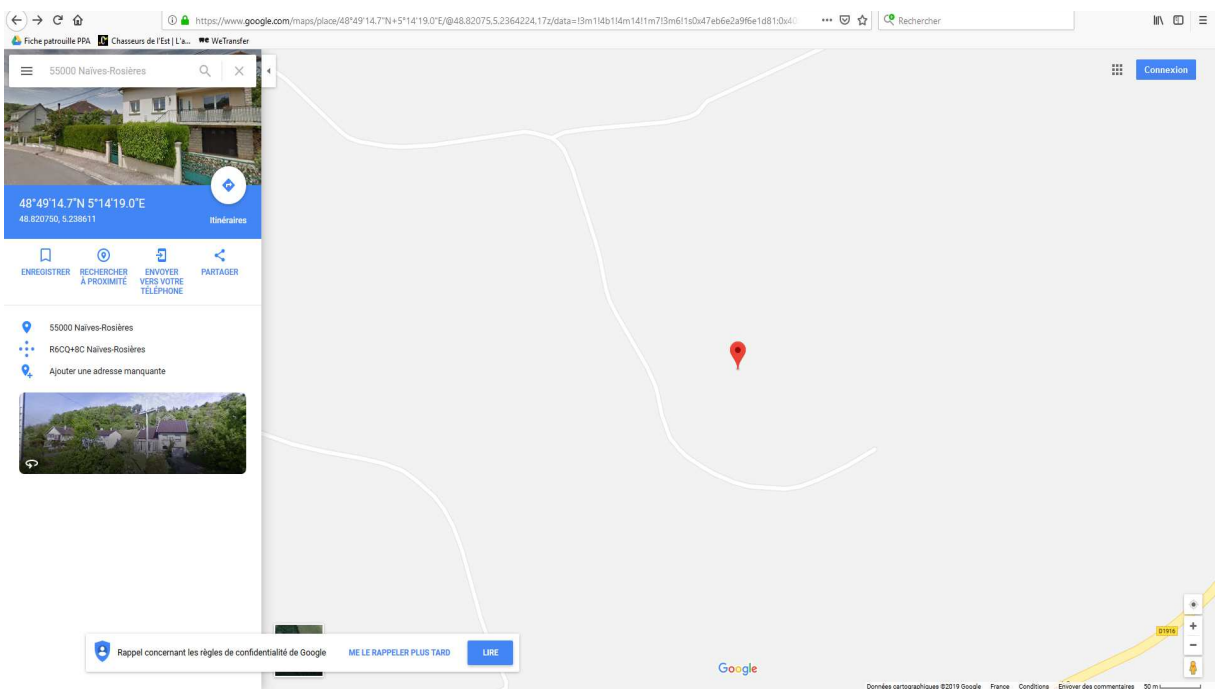 https://www.google.com/maps/place/48°49'14.7"N+5°14'19.0"E/@48.82075,5.2364224,17z/data=!3m1!4b1!4m14!1m7!3m6!1s0x47eb6e2a9f6e1d81:0x40
Rechercher
Fiche patrouille PPA
Chasseurs de l'Est | L'a...
WeTransfer
55000 Naïves-Rosières
Connexion
48°49'14.7"N 5°14'19.0"E
48.820750, 5.238611
Itinéraires
ENREGISTRER
RECHERCHER À PROXIMITÉ
ENVOYER VERS VOTRE TÉLÉPHONE
PARTAGER
55000 Naïves-Rosières
R6CQ+8C Naïves-Rosières
Ajouter une adresse manquante
D1916
Rappel concernant les règles de confidentialité de Google
ME LE RAPPELER PLUS TARD
LIRE
Google
Données cartographiques ©2019 Google France Conditions Envoyer des commentaires 50 m